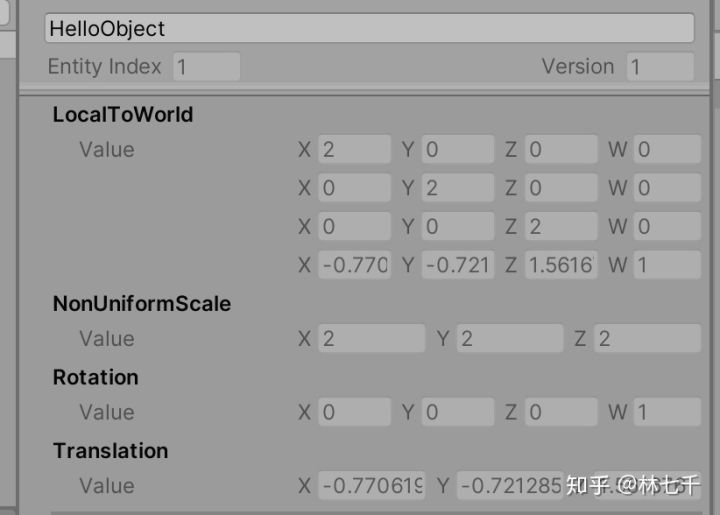 HelloObject
Entity Index 1 Version 1
LocalToWorld
Value X 2 Y 0 Z 0 W 0
X 0 Y 2 Z 0 W 0
X 0 Y 0 Z 2 W 0
X -0.770 Y -0.721 Z 1.5616 W 1
NonUniformScale
Value X 2 Y 2 Z 2
Rotation
Value X 0 Y 0 Z 0 W 1
Translation
Value X -0.770619 Y -0.721285
知乎 @林七千